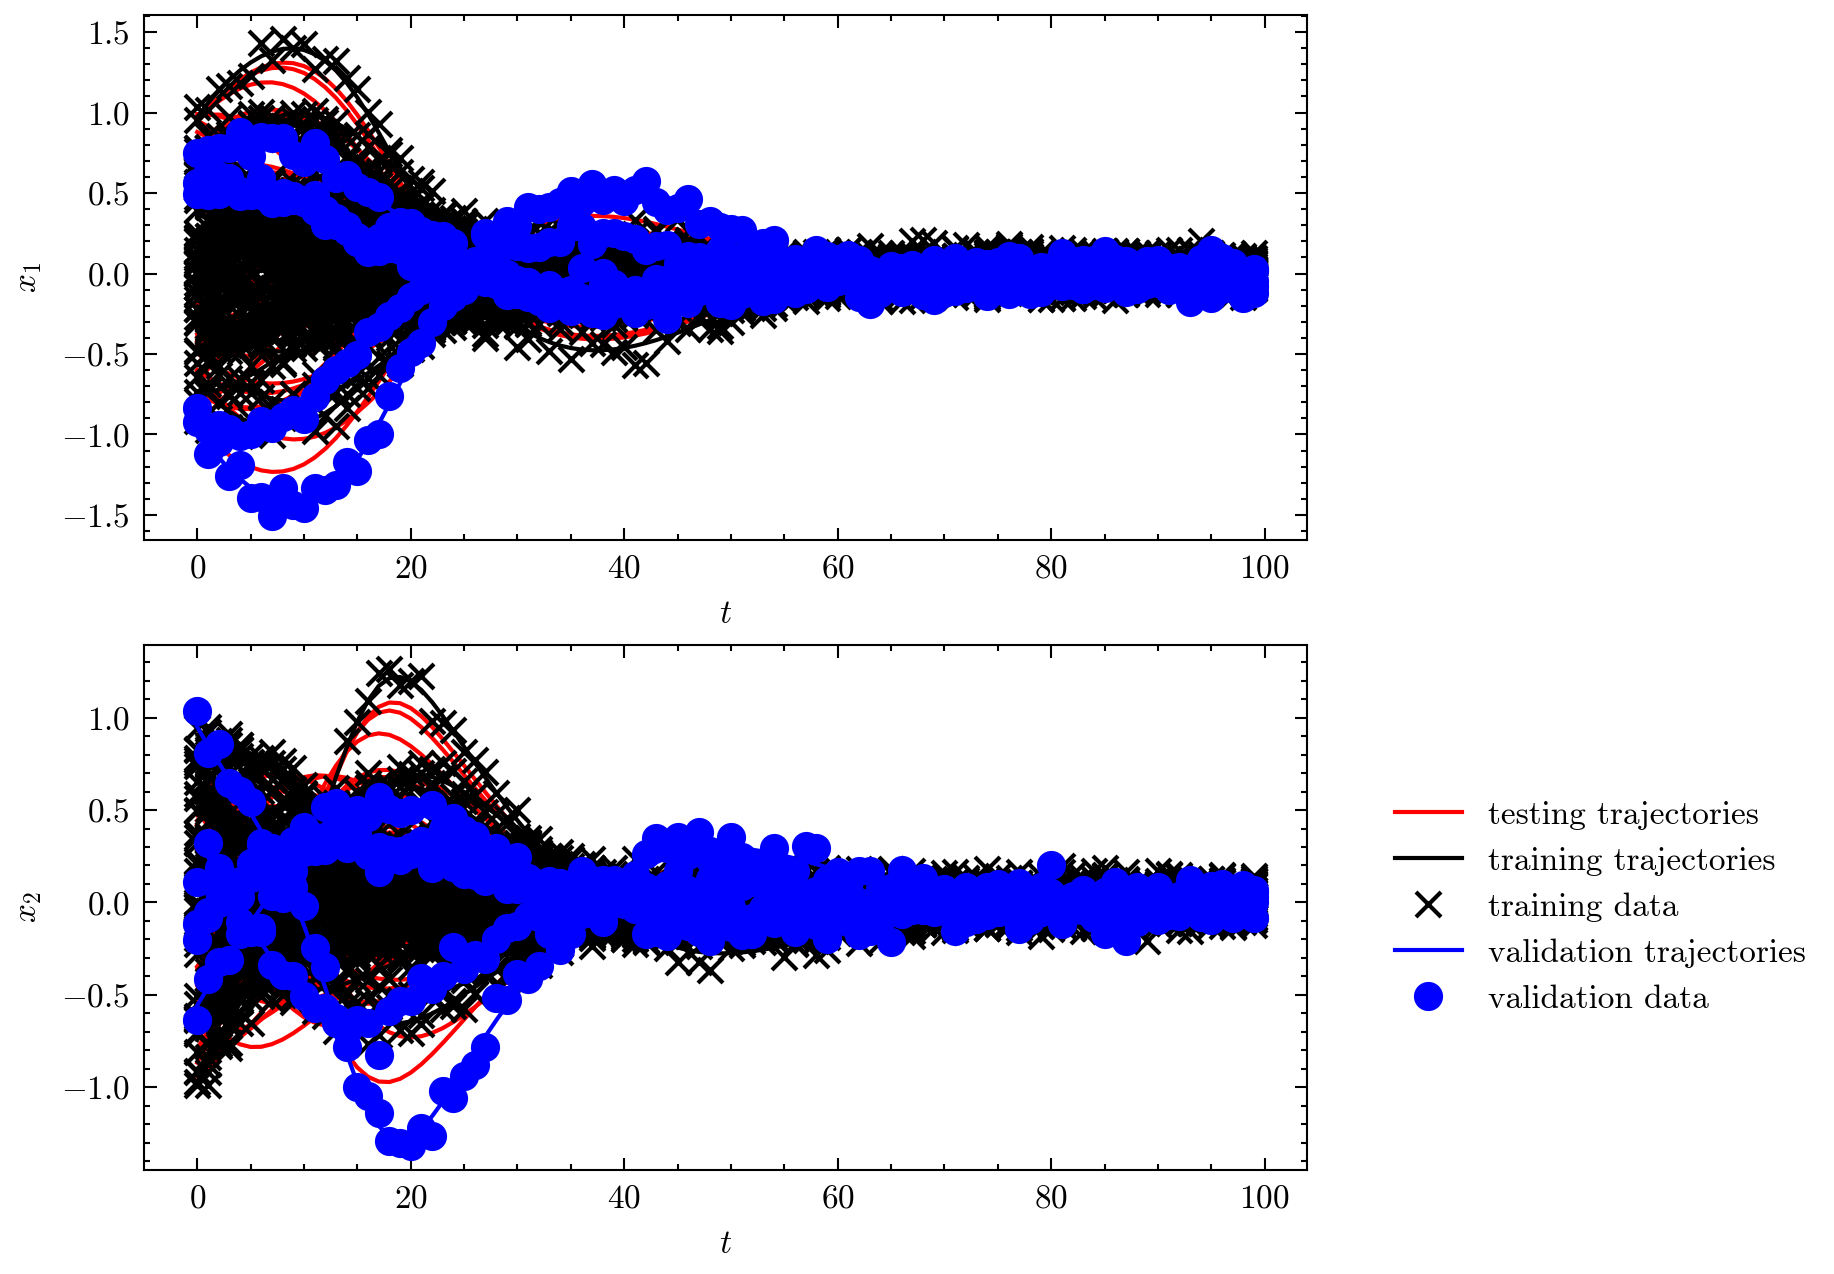 1.5
1.0
0.5
0.0
−0.5
−1.0
−1.5
x₁
0 20 40 60 80 100
t
1.0
0.5
0.0
−0.5
−1.0
x₂
0 20 40 60 80 100
t
testing trajectories
training trajectories
training data
validation trajectories
validation data